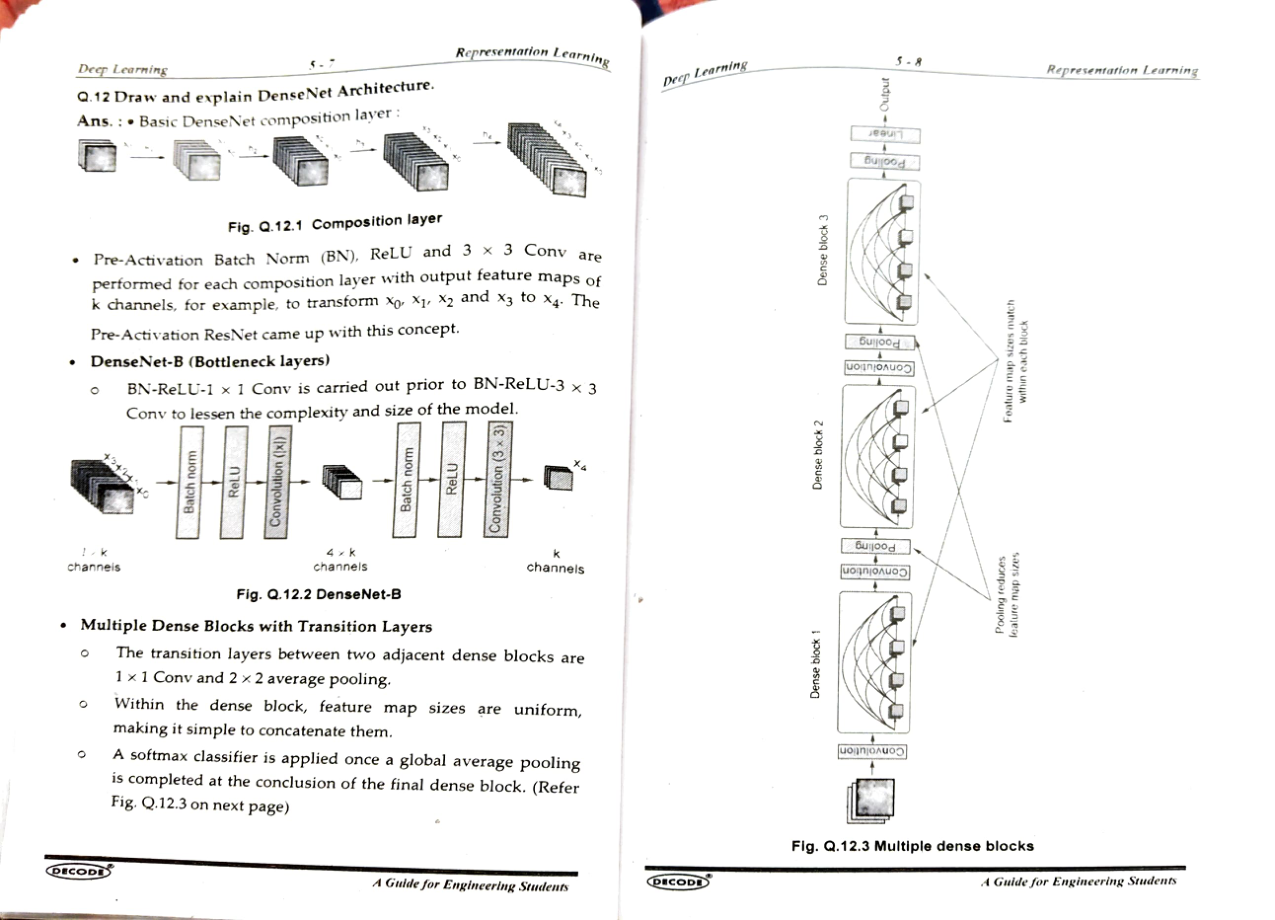 Deep Learning
5 - 7
Representation Learning
Q.12 Draw and explain DenseNet Architecture.
Ans. : • Basic DenseNet composition layer :
Fig. Q.12.1 Composition layer
• Pre-Activation Batch Norm (BN), ReLU and 3 × 3 Conv are
performed for each composition layer with output feature maps of
k channels, for example, to transform x₀, x₁, x₂ and x₃ to x₄. The
Pre-Activation ResNet came up with this concept.
• DenseNet-B (Bottleneck layers)
o BN-ReLU-1 × 1 Conv is carried out prior to BN-ReLU-3 × 3
Conv to lessen the complexity and size of the model.
x₃
x₂
x₁
x₀
Batch norm
ReLU
Convolution (|x|)
Batch norm
ReLU
Convolution (3 × 3)
x₄
k
channels
4 × k
channels
k
channels
Fig. Q.12.2 DenseNet-B
• Multiple Dense Blocks with Transition Layers
o The transition layers between two adjacent dense blocks are
1 × 1 Conv and 2 × 2 average pooling.
o Within the dense block, feature map sizes are uniform,
making it simple to concatenate them.
o A softmax classifier is applied once a global average pooling
is completed at the conclusion of the final dense block. (Refer
Fig. Q.12.3 on next page)
DECODE®
A Guide for Engineering Students
Deep Learning
5 - 8
Representation Learning
Output
Linear
Pooling
Dense block 3
Pooling
Convolution
Dense block 2
Pooling
Convolution
Dense block 1
Convolution
Feature map sizes match
within each block
Pooling reduces
feature map sizes
Fig. Q.12.3 Multiple dense blocks
DECODE®
A Guide for Engineering Students